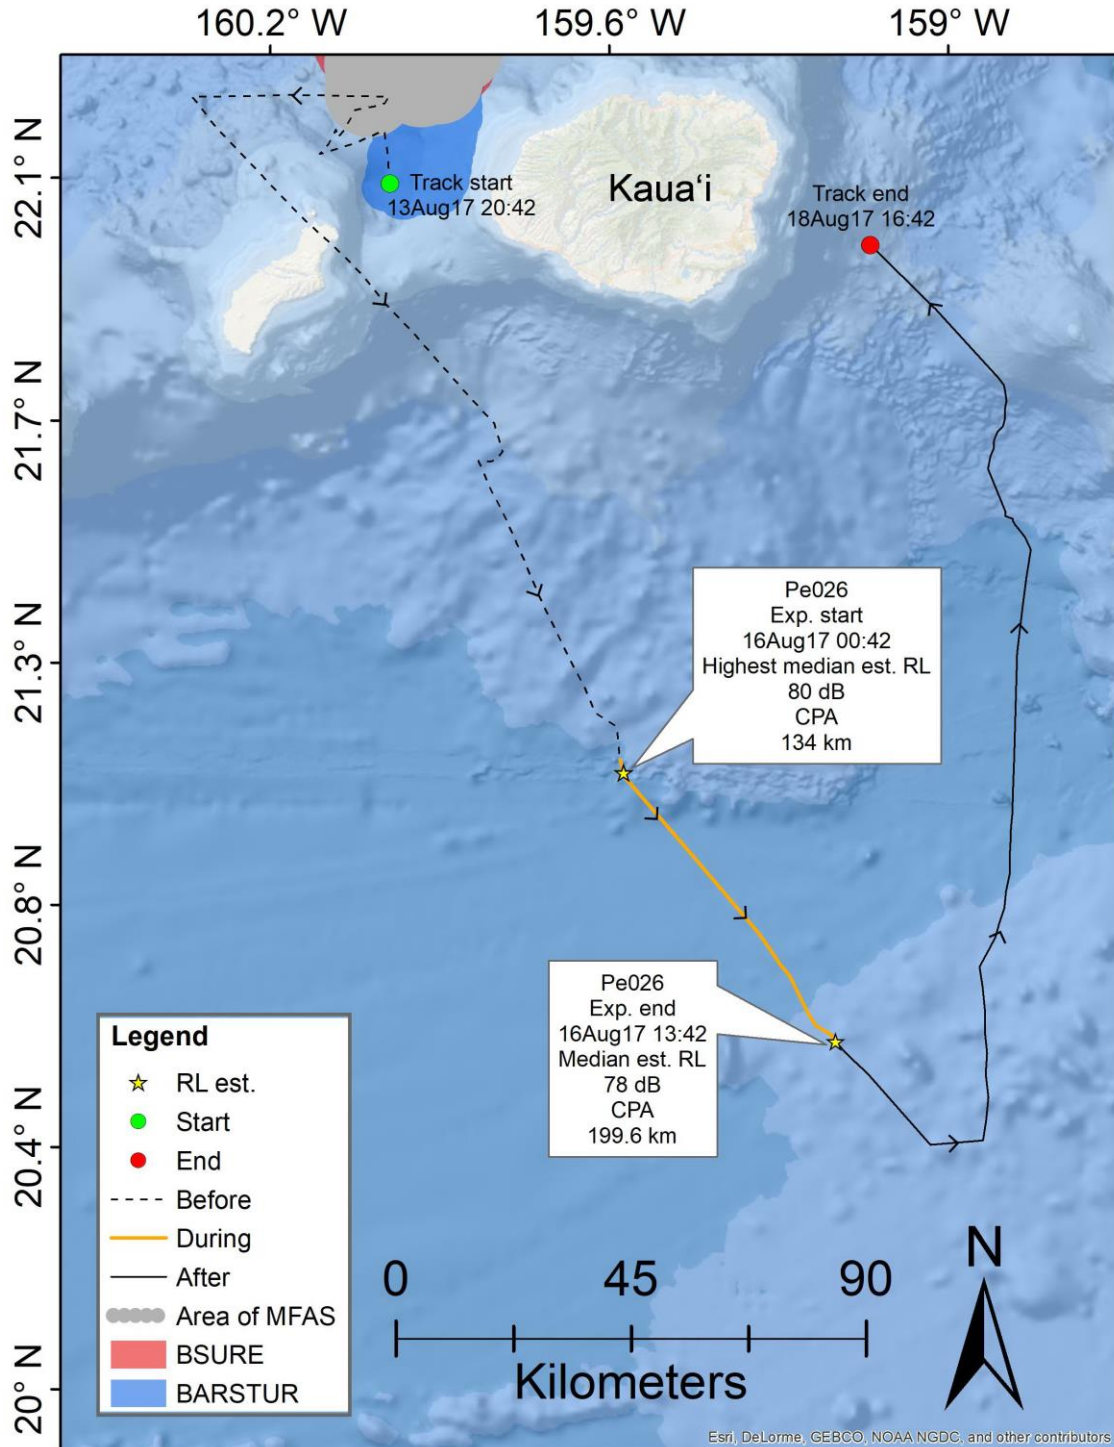 160.2° W
159.6° W
159° W
22.1° N
21.7° N
21.3° N
20.8° N
20.4° N
20° N
Track start
13Aug17 20:42
Kauaʻi
Track end
18Aug17 16:42
Pe026
Exp. start
16Aug17 00:42
Highest median est. RL
80 dB
CPA
134 km
Pe026
Exp. end
16Aug17 13:42
Median est. RL
78 dB
CPA
199.6 km
Legend
RL est.
Start
End
Before
During
After
Area of MFAS
BSURE
BARSTUR
0
45
90
Kilometers
N
Esri, DeLorme, GEBCO, NOAA NGDC, and other contributors